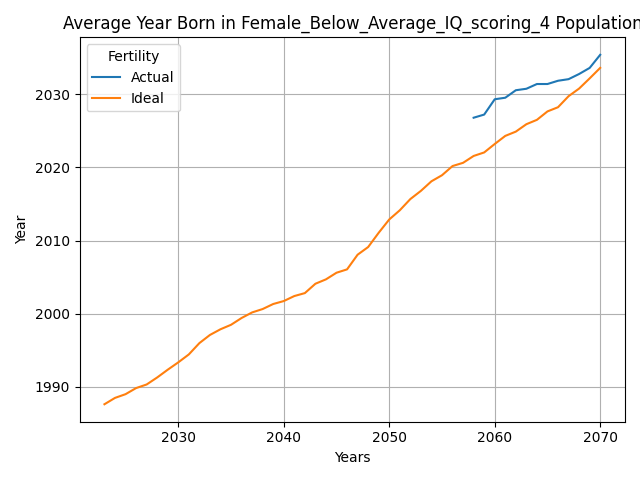 Average Year Born in Female_Below_Average_IQ_scoring_4 Population
Fertility
Actual
Ideal
Year
2030
2020
2010
2000
1990
2030 2040 2050 2060 2070
Years